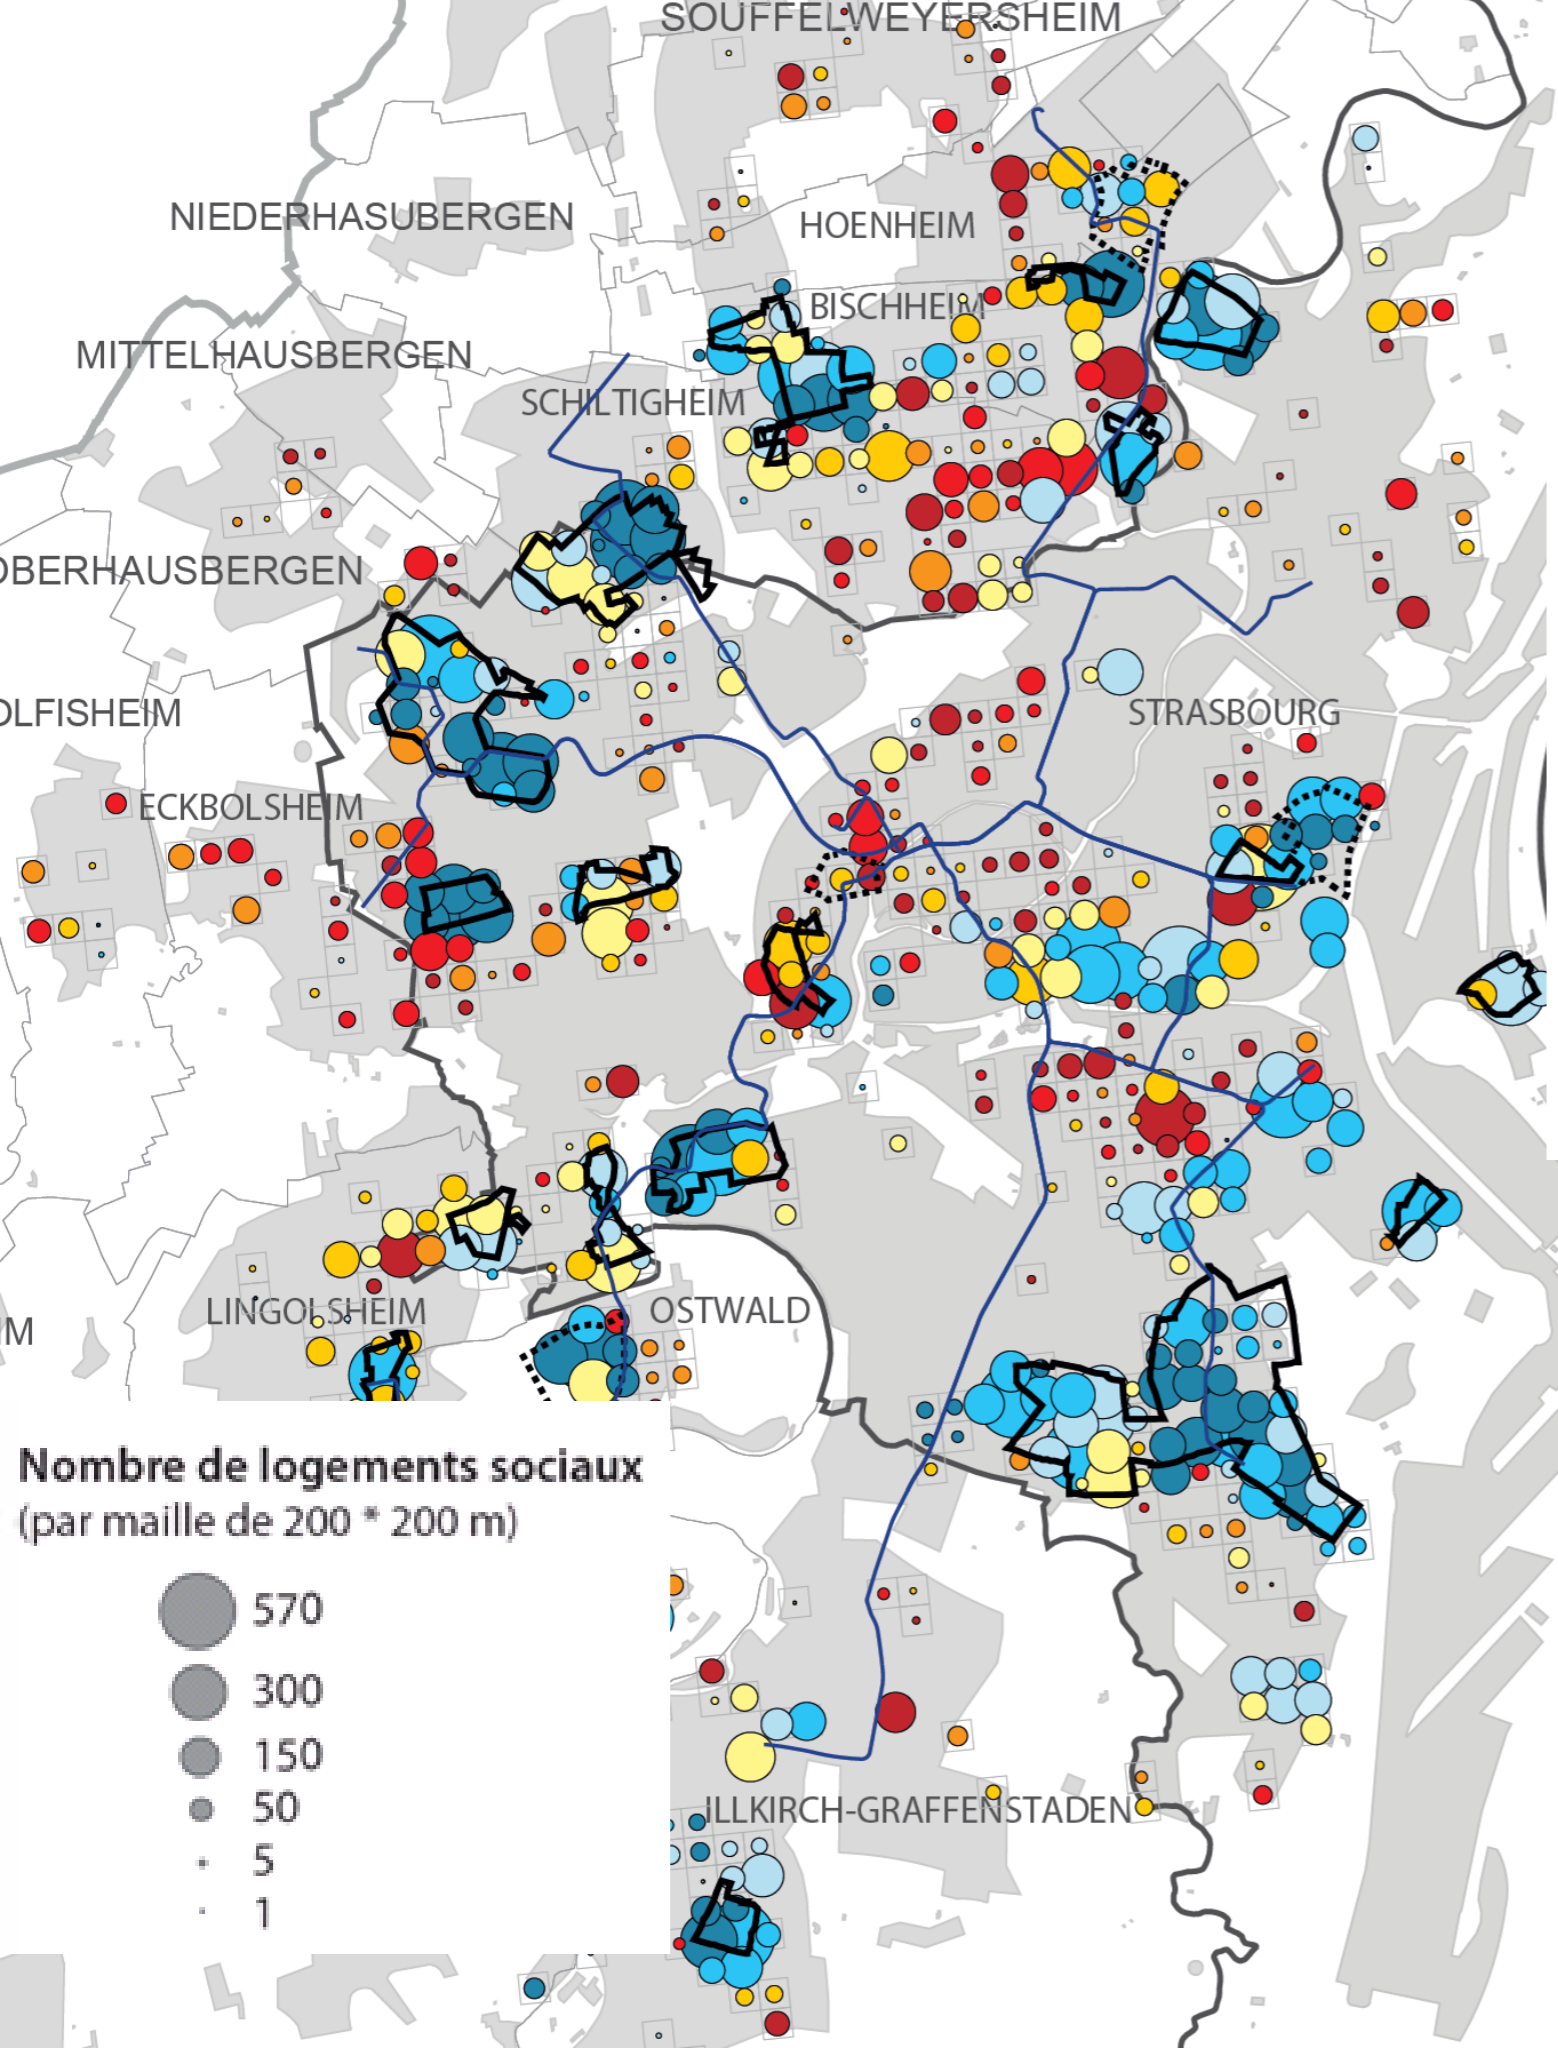 SOUFFELWEYERSHEIM
NIEDERHASUBERGEN
HOENHEIM
BISCHHEIM
MITTELHAUSBERGEN
SCHILTIGHEIM
OBERHAUSBERGEN
OLFISHEIM
STRASBOURG
ECKBOLSHEIM
LINGOLSHEIM
OSTWALD
IM
Nombre de logements sociaux
(par maille de 200 * 200 m)
570
300
150
50
5
1
ILLKIRCH-GRAFFENSTADEN